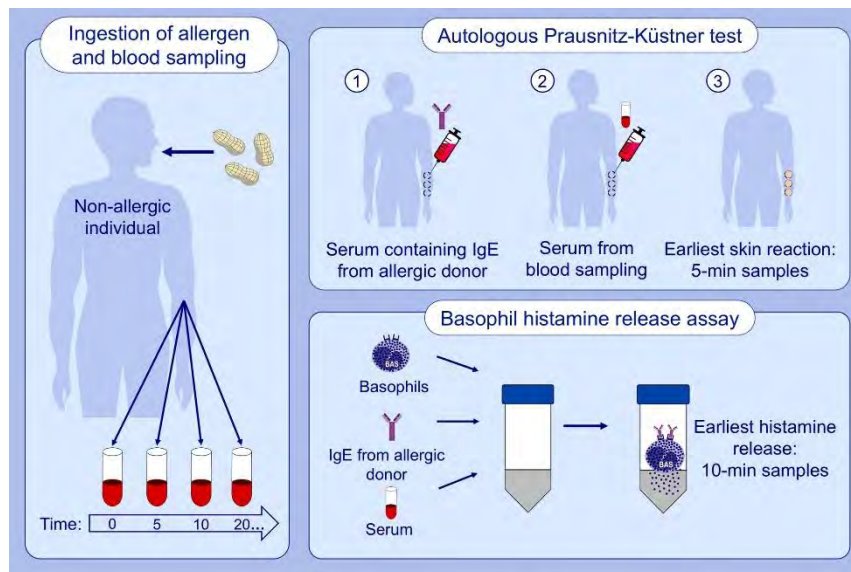 Ingestion of allergen
and blood sampling
Non-allergic
individual
Time:
0
5
10
20...
Autologous Prausnitz-Küstner test
1
2
3
Serum containing IgE
from allergic donor
Serum from
blood sampling
Earliest skin reaction:
5-min samples
Basophil histamine release assay
BAS
Basophils
IgE from allergic
donor
Serum
BAS
Earliest histamine
release:
10-min samples